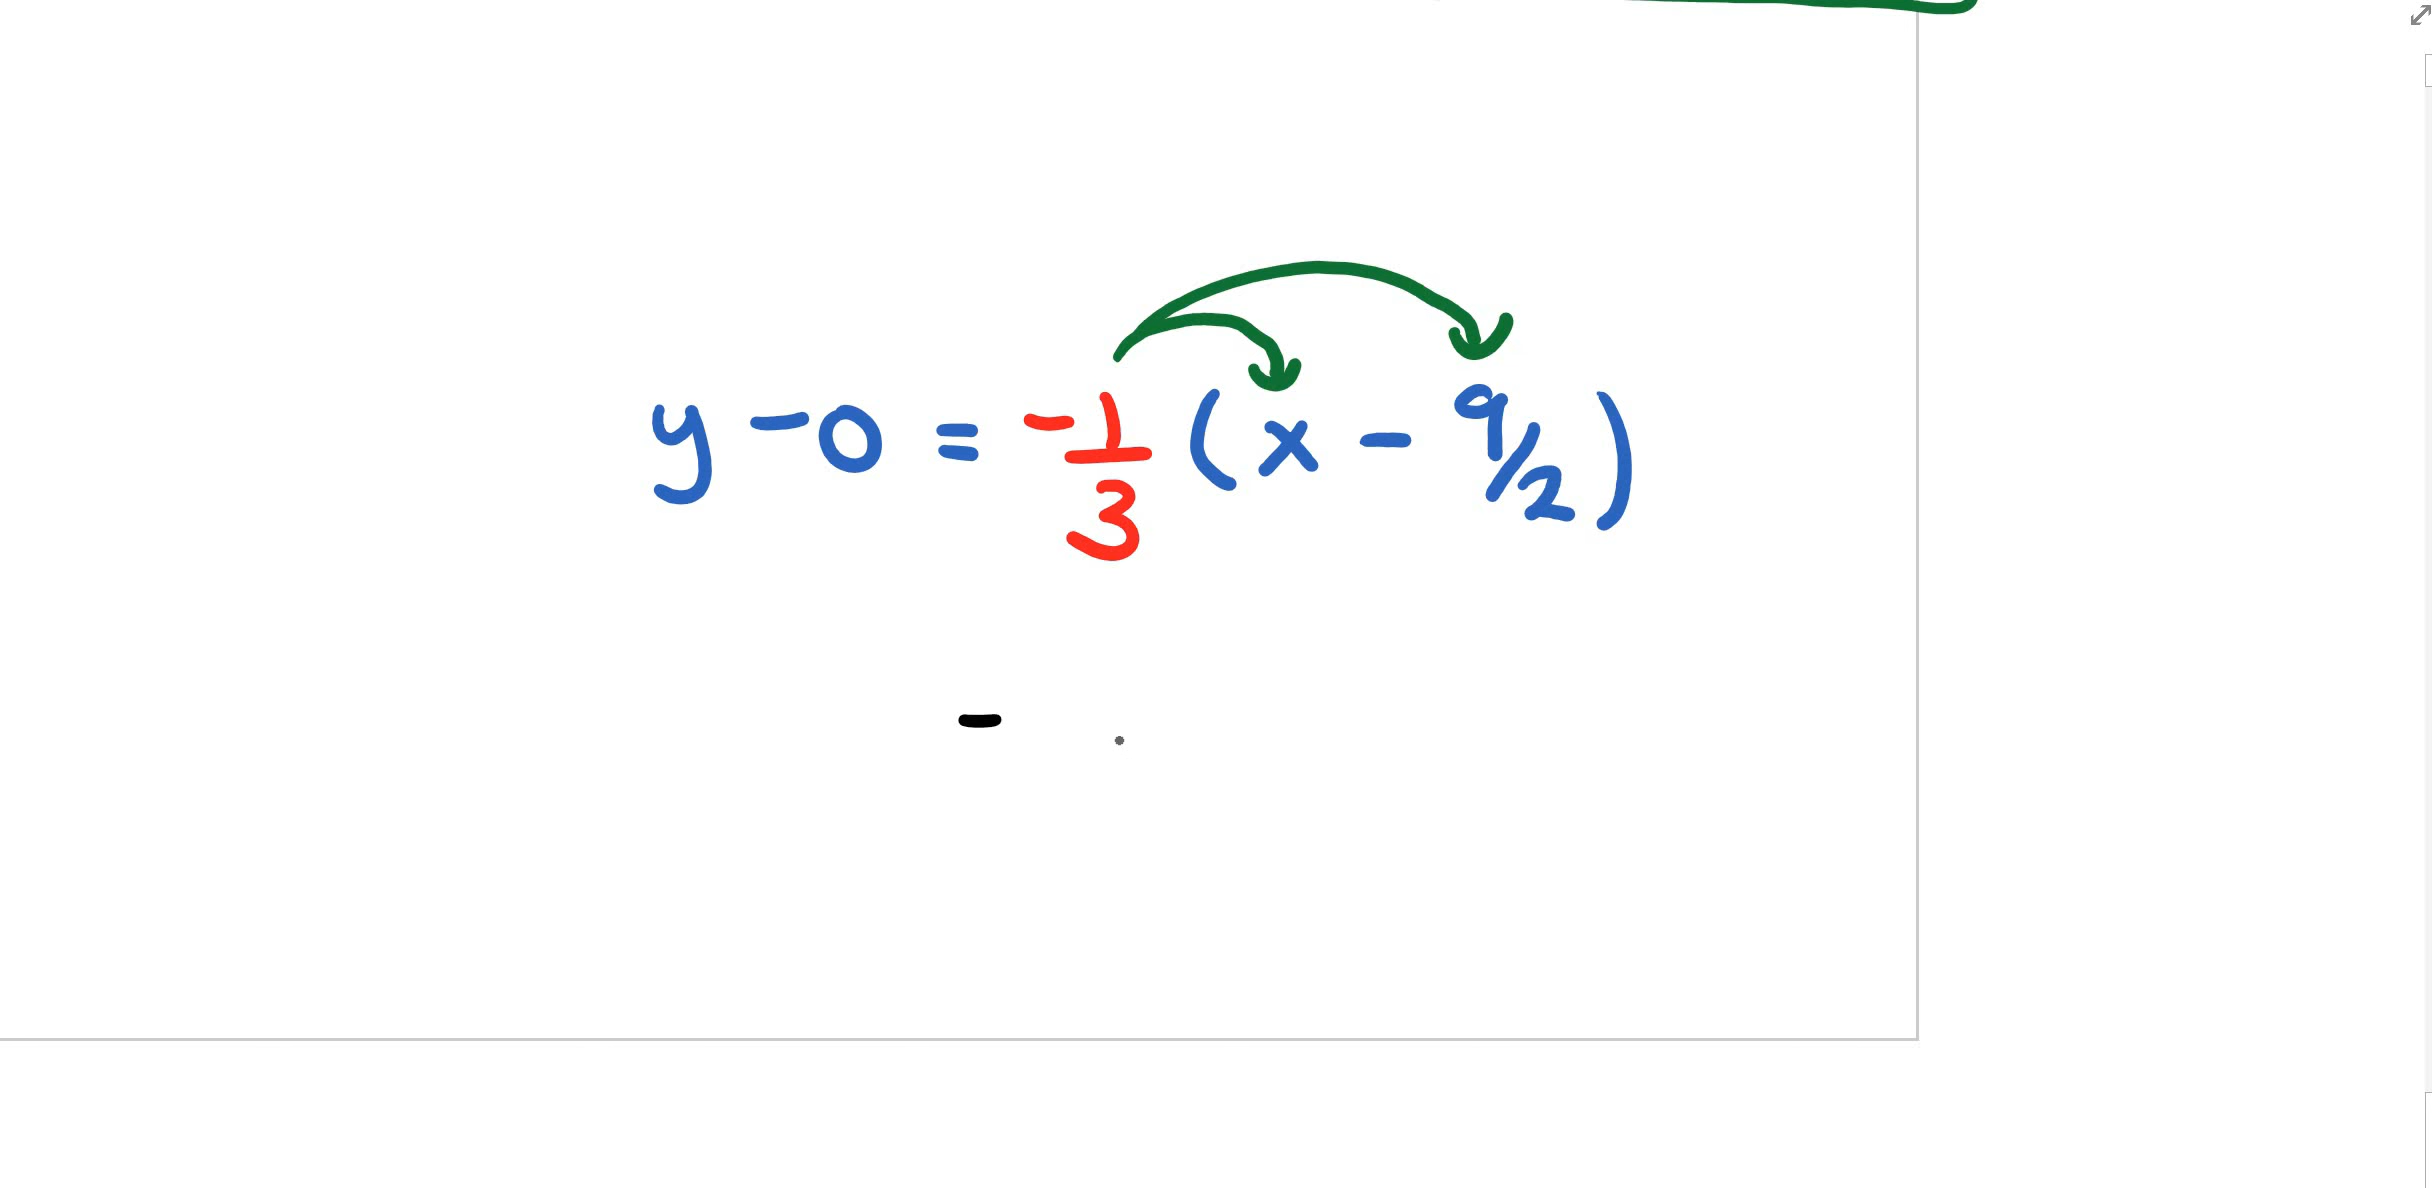 y - 0 = -1/3 (x - 9/2)
-